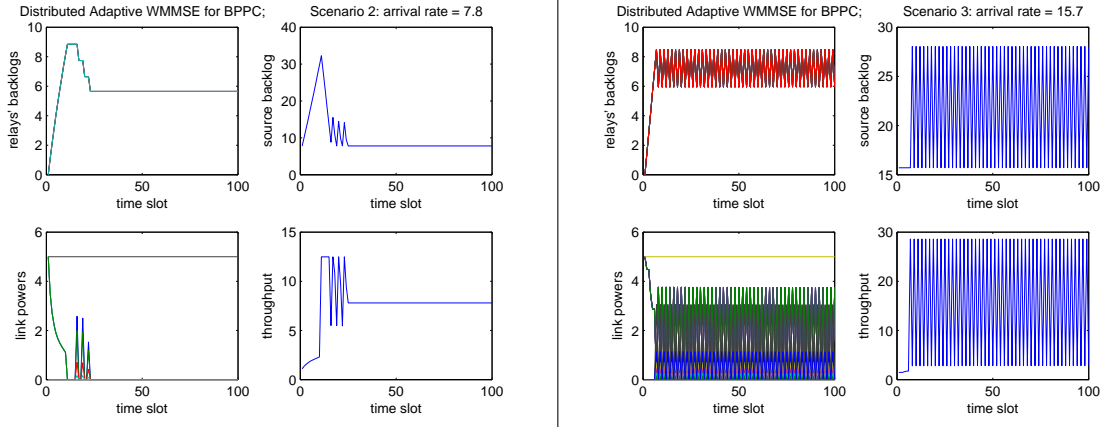 Distributed Adaptive WMMSE for BPPC;
Scenario 2: arrival rate = 7.8
10
8
6
4
2
0
relays' backlogs
0 50 100
time slot
40
30
20
10
0
source backlog
0 50 100
time slot
6
4
2
0
link powers
0 50 100
time slot
15
10
5
0
throughput
0 50 100
time slot
Distributed Adaptive WMMSE for BPPC;
Scenario 3: arrival rate = 15.7
10
8
6
4
2
0
relays' backlogs
0 50 100
time slot
30
25
20
15
source backlog
0 50 100
time slot
6
4
2
0
link powers
0 50 100
time slot
30
20
10
0
throughput
0 50 100
time slot